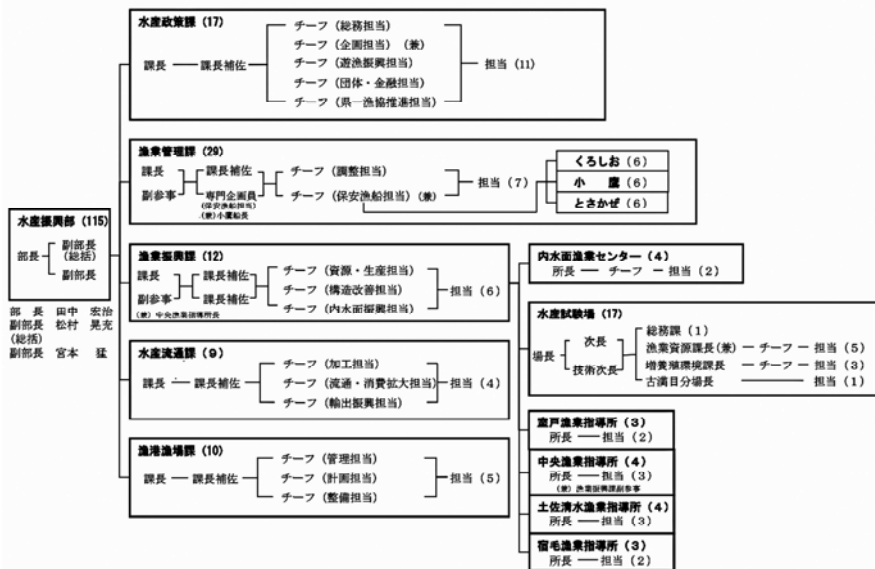 水産振興部(115)
部長 副部長
(総括)
副部長
部 長 田中 宏治
副部長 松村 晃充
(総括)
副部長 宮本 猛
水産政策課(17)
課長 課長補佐
チーフ(総務担当)
チーフ(企画担当)(兼)
チーフ(遊漁振興担当)
チーフ(団体・金融担当)
チーフ(県一漁協推進担当)
担当(11)
漁業管理課(29)
課長 課長補佐
副参事 専門企画員
(保安漁船担当)
(兼)小鷹船長
チーフ(調整担当)
チーフ(保安漁船担当)(兼)
担当(7)
くろしお(6)
小 鷹(6)
とさかぜ(6)
漁業振興課(12)
課長 課長補佐
副参事 課長補佐
(兼)中央漁業指導所長
チーフ(資源・生産担当)
チーフ(構造改善担当)
チーフ(内水面振興担当)
担当(6)
水産流通課(9)
課長 課長補佐
チーフ(加工担当)
チーフ(流通・消費拡大担当)
チーフ(輸出振興担当)
担当(4)
漁港漁場課(10)
課長 課長補佐
チーフ(管理担当)
チーフ(計画担当)
チーフ(整備担当)
担当(5)
内水面漁業センター(4)
所長 チーフ 担当(2)
水産試験場(17)
場長 次長
技術次長
総務課(1)
漁業資源課長(兼) チーフ 担当(5)
増養殖環境課長 チーフ 担当(3)
古満目分場長 担当(1)
室戸漁業指導所(3)
所長 担当(2)
中央漁業指導所(4)
所長 担当(3)
(兼)漁業振興課副参事
土佐清水漁業指導所(4)
所長 担当(3)
宿毛漁業指導所(3)
所長 担当(2)